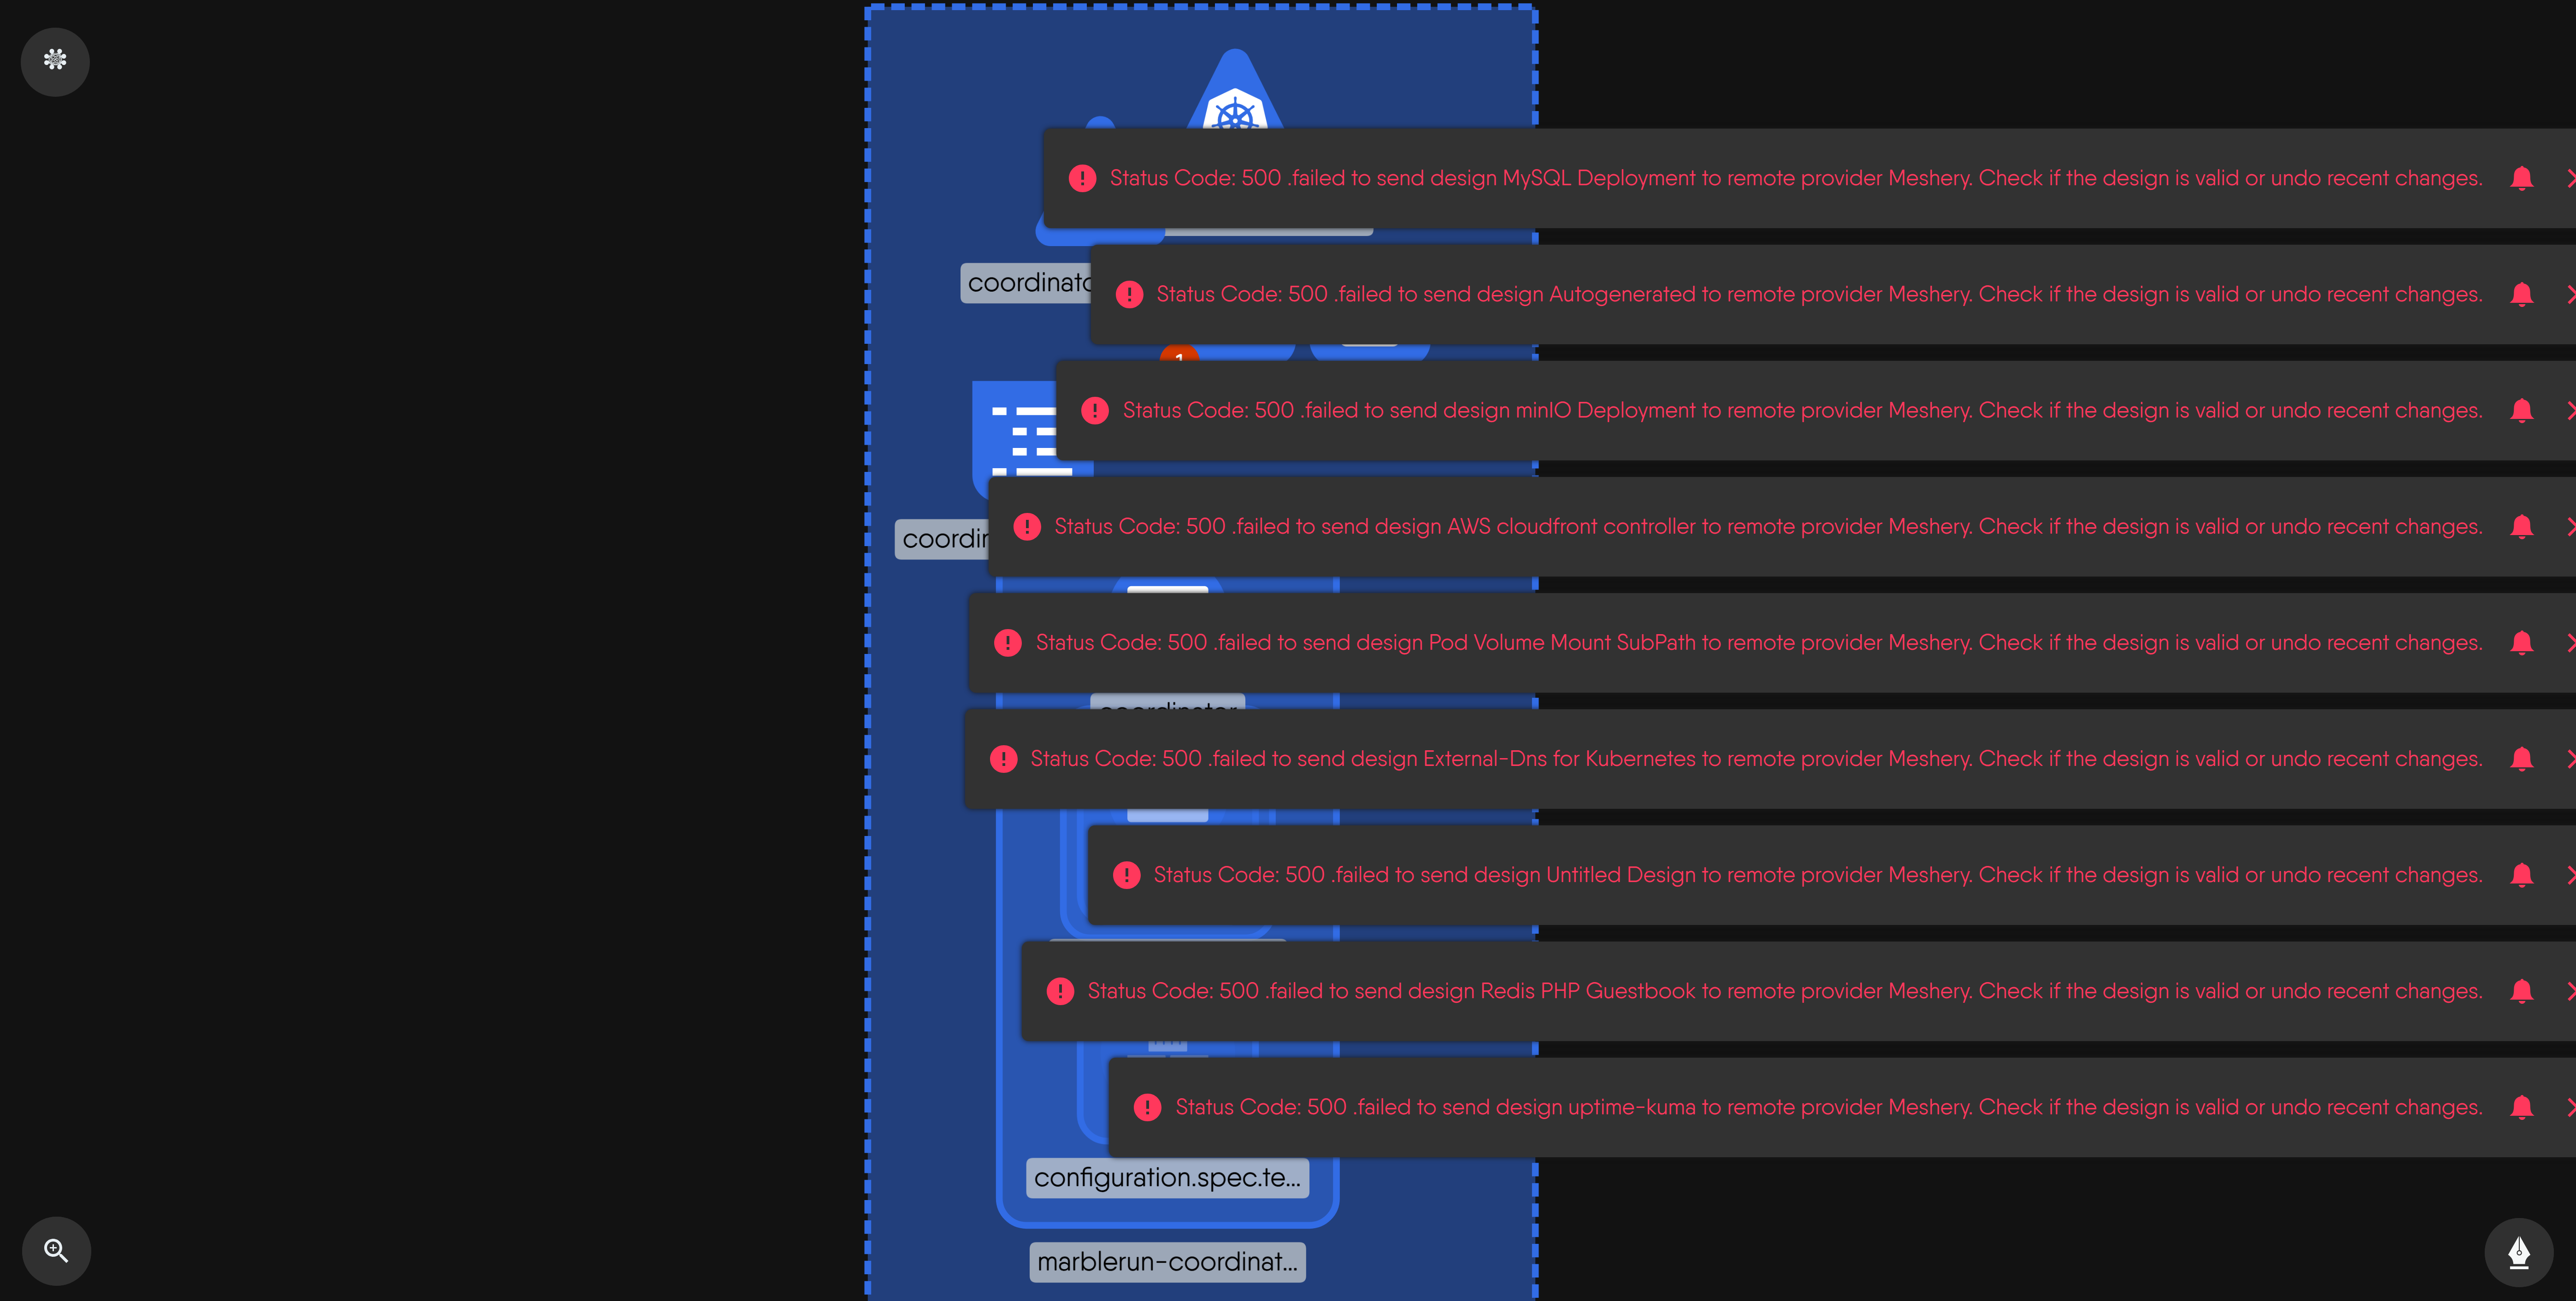 Status Code: 500 .failed to send design MySQL Deployment to remote provider Meshery. Check if the design is valid or undo recent changes.
Status Code: 500 .failed to send design Autogenerated to remote provider Meshery. Check if the design is valid or undo recent changes.
1
Status Code: 500 .failed to send design minIO Deployment to remote provider Meshery. Check if the design is valid or undo recent changes.
Status Code: 500 .failed to send design AWS cloudfront controller to remote provider Meshery. Check if the design is valid or undo recent changes.
Status Code: 500 .failed to send design Pod Volume Mount SubPath to remote provider Meshery. Check if the design is valid or undo recent changes.
coordinator
Status Code: 500 .failed to send design External-Dns for Kubernetes to remote provider Meshery. Check if the design is valid or undo recent changes.
Status Code: 500 .failed to send design Untitled Design to remote provider Meshery. Check if the design is valid or undo recent changes.
Status Code: 500 .failed to send design Redis PHP Guestbook to remote provider Meshery. Check if the design is valid or undo recent changes.
Status Code: 500 .failed to send design uptime-kuma to remote provider Meshery. Check if the design is valid or undo recent changes.
configuration.spec.te...
marblerun-coordinat...